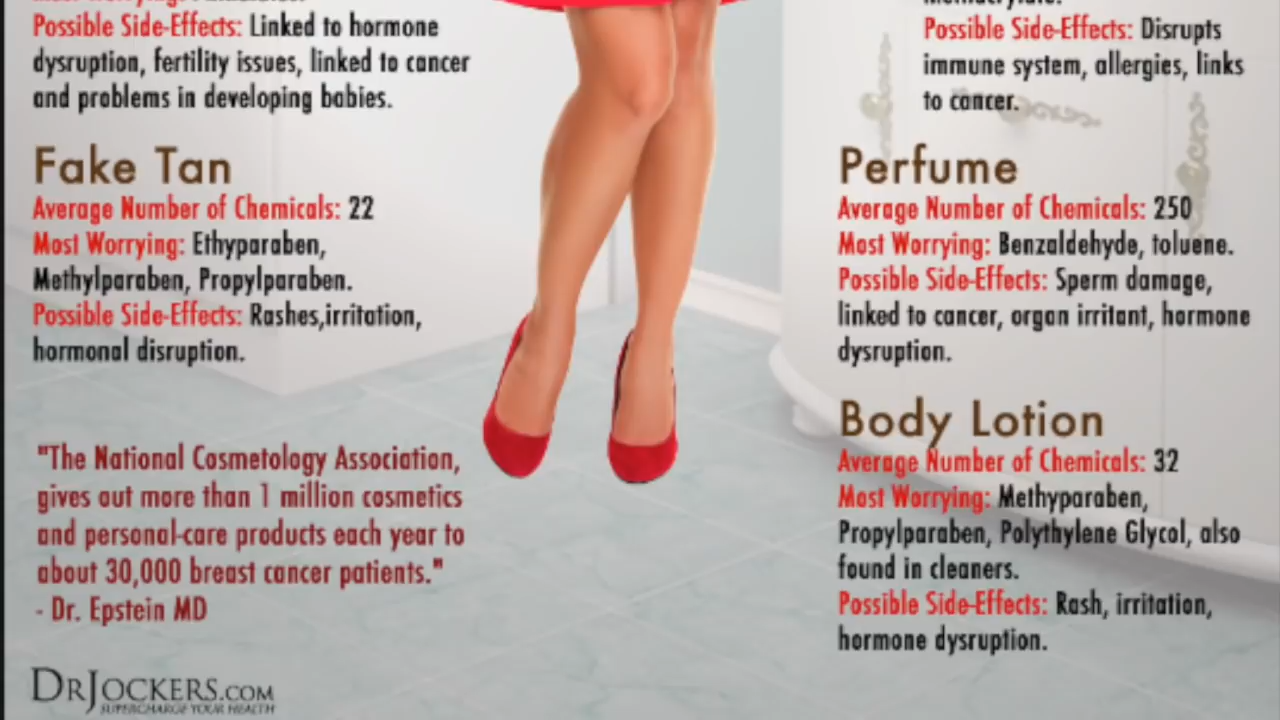 Possible Side-Effects: Linked to hormone
dysruption, fertility issues, linked to cancer
and problems in developing babies.
Fake Tan
Average Number of Chemicals: 22
Most Worrying: Ethyparaben,
Methylparaben, Propylparaben.
Possible Side-Effects: Rashes,irritation,
hormonal disruption.
"The National Cosmetology Association,
gives out more than 1 million cosmetics
and personal-care products each year to
about 30,000 breast cancer patients."
- Dr. Epstein MD
DRJOCKERS.COM
SUPERCHARGE YOUR HEALTH
Possible Side-Effects: Disrupts
immune system, allergies, links
to cancer.
Perfume
Average Number of Chemicals: 250
Most Worrying: Benzaldehyde, toluene.
Possible Side-Effects: Sperm damage,
linked to cancer, organ irritant, hormone
dysruption.
Body Lotion
Average Number of Chemicals: 32
Most Worrying: Methyparaben,
Propylparaben, Polythylene Glycol, also
found in cleaners.
Possible Side-Effects: Rash, irritation,
hormone dysruption.